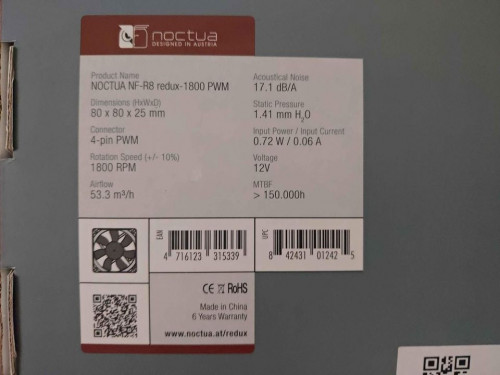 noctua
DESIGNED IN AUSTRIA
Product Name
NOCTUA NF-R8 redux-1800 PWM
Dimensions (HxWxD)
80 x 80 x 25 mm
Connector
4-pin PWM
Rotation Speed (+/- 10%)
1800 RPM
Airflow
53.3 m³/h
Acoustical Noise
17.1 dB/A
Static Pressure
1.41 mm H₂O
Input Power / Input Current
0.72 W / 0.06 A
Voltage
12V
MTBF
> 150.000h
EAN
4 716123 315339
UPC
8 42431 01242 5
CE RoHS
Made in China
6 Years Warranty
www.noctua.at/redux